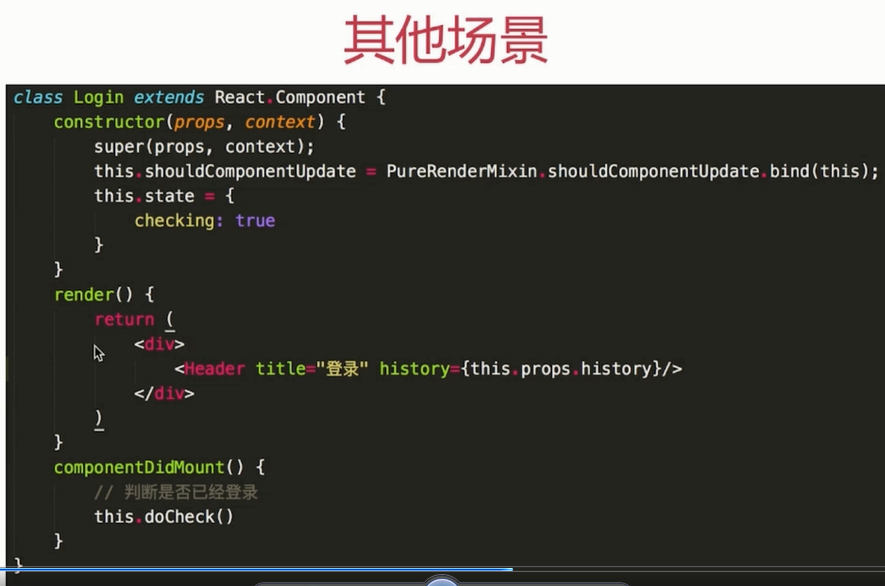 其他场景
class Login extends React.Component {
    constructor(props, context) {
        super(props, context);
        this.shouldComponentUpdate = PureRenderMixin.shouldComponentUpdate.bind(this);
        this.state = {
            checking: true
        }
    }
    render() {
        return (
            <div>
                <Header title="登录" history={this.props.history}/>
            </div>
        )
    }
    componentDidMount() {
        // 判断是否已经登录
        this.doCheck()
    }
}